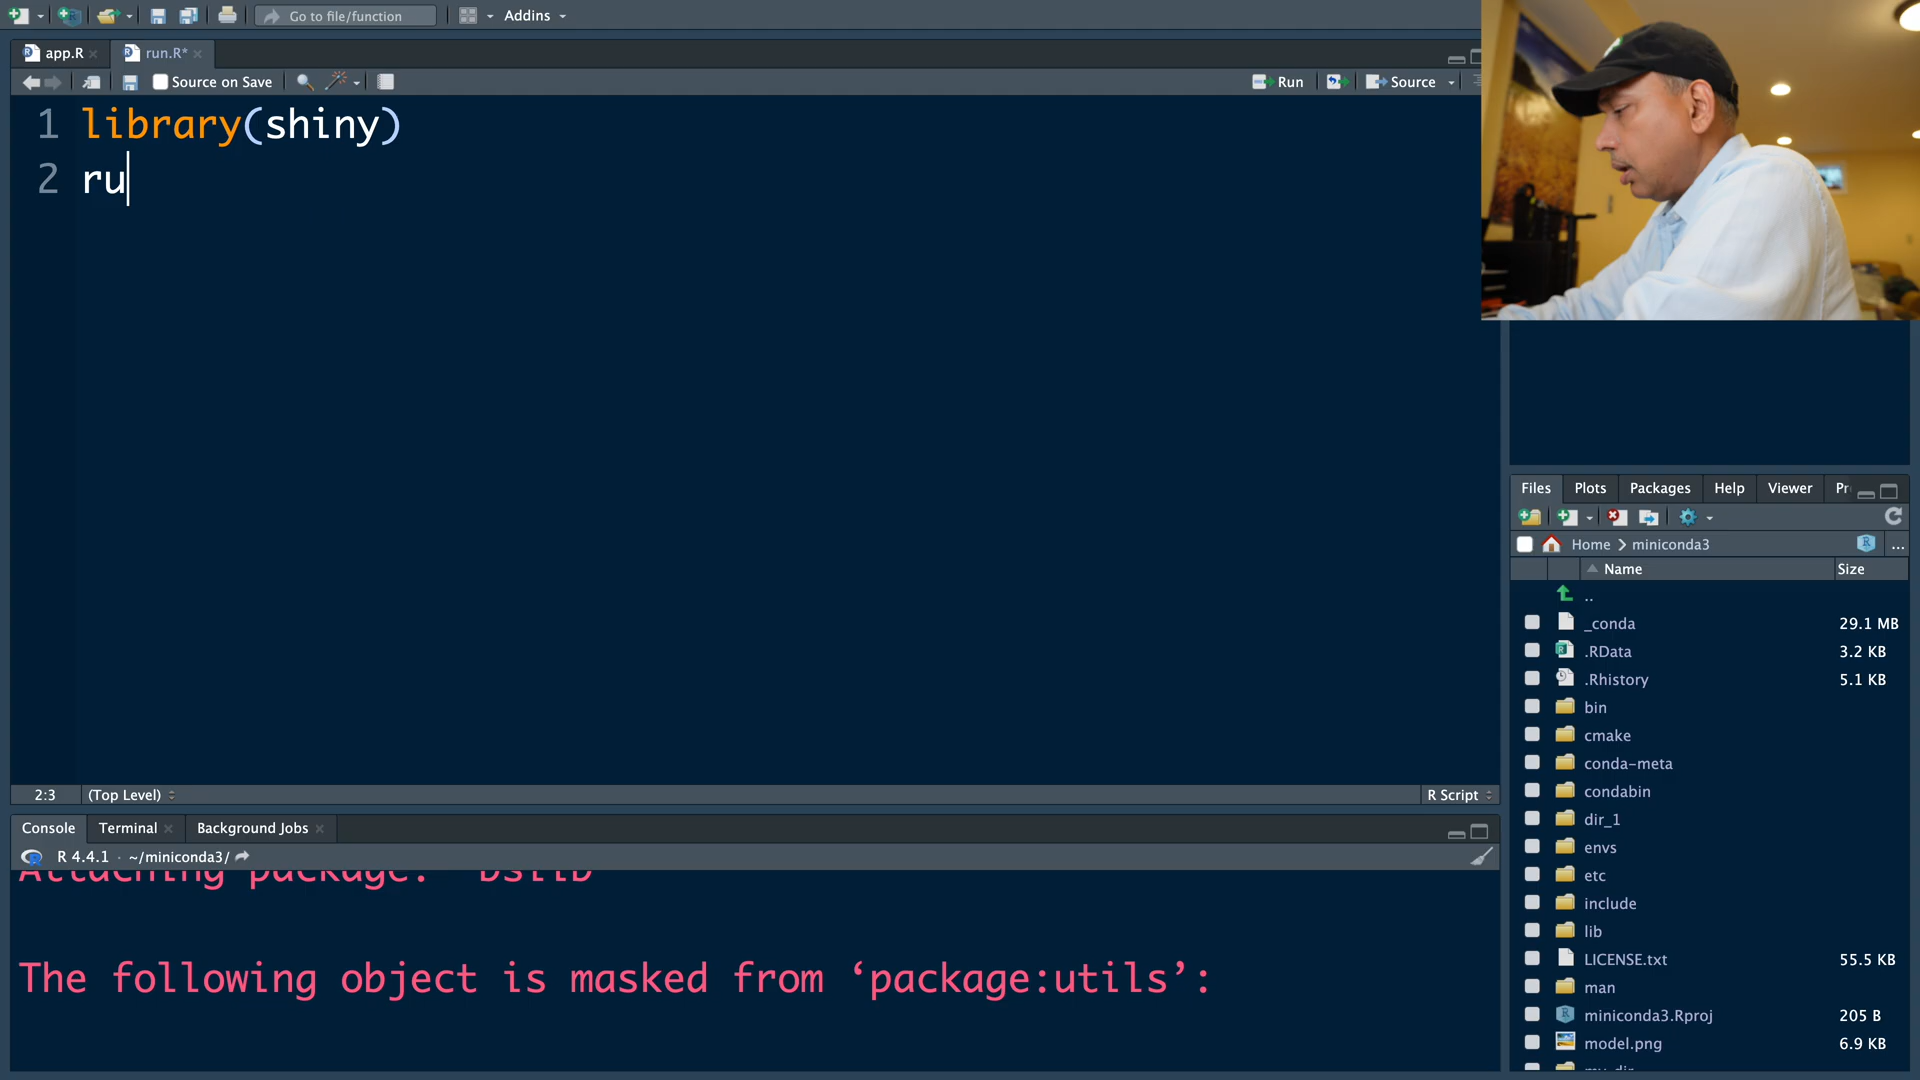 Go to file/function
Addins
app.R
run.R*
Source on Save
Run
Source
1 library(shiny)
2 ru
2:3
(Top Level)
R Script
Console
Terminal
Background Jobs
R 4.4.1 · ~/miniconda3/
Attaching package: ‘bslib’
The following object is masked from ‘package:utils’:
Files
Plots
Packages
Help
Viewer
Pr
Home
miniconda3
...
Name
Size
..
_conda 29.1 MB
.RData 3.2 KB
.Rhistory 5.1 KB
bin
cmake
conda-meta
condabin
dir_1
envs
etc
include
lib
LICENSE.txt 55.5 KB
man
miniconda3.Rproj 205 B
model.png 6.9 KB